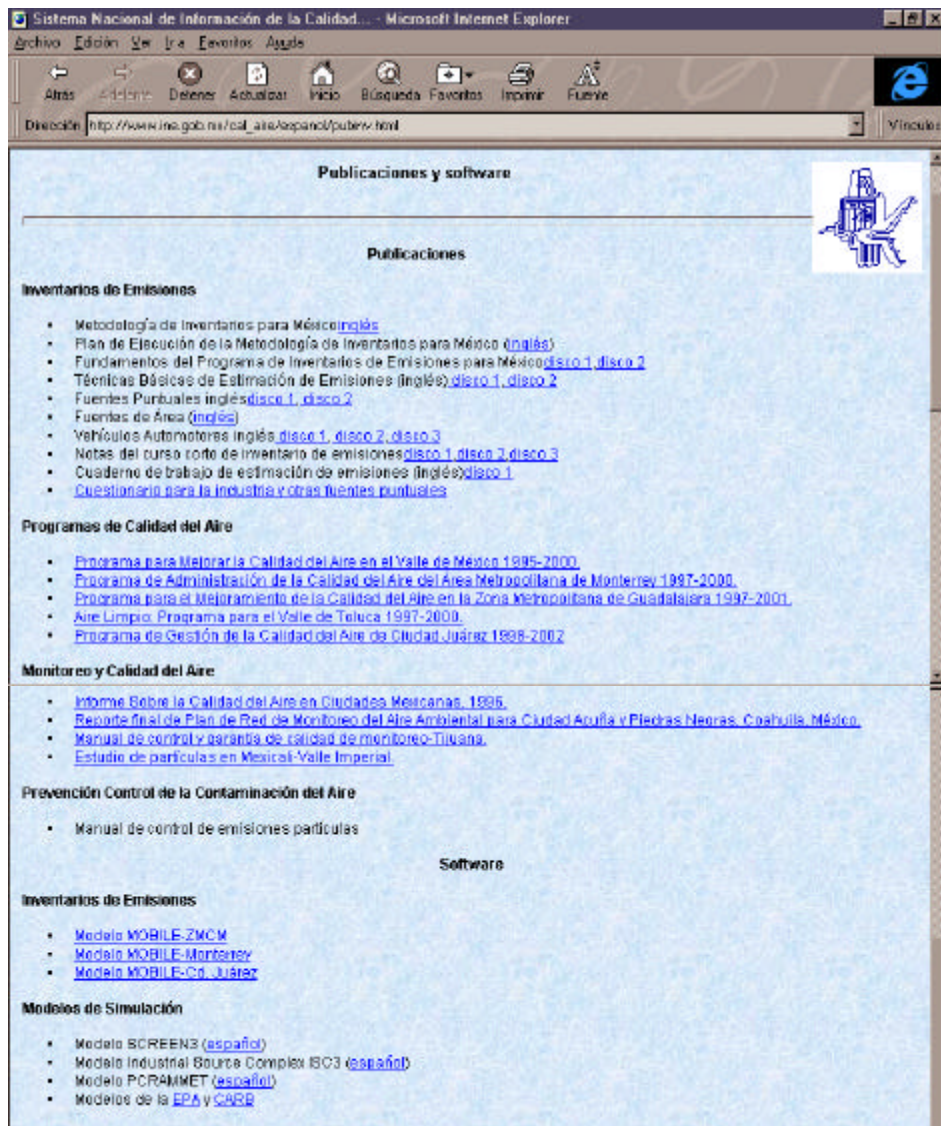 Sistema Nacional de Información de la Calidad... - Microsoft Internet Explorer
Archivo Edición Ver Ir a Favoritos Ayuda
Atrás Adelante Detener Actualizar Inicio Búsqueda Favoritos Imprimir Fuente
Dirección http://www.ine.gob.mx/cal_aire/espanol/pubevw.html Vínculos
Publicaciones y software
Publicaciones
Inventarios de Emisiones
• Metodología de Inventarios para Méxicoinglés
• Plan de Ejecución de la Metodología de Inventarios para México (inglés)
• Fundamentos del Programa de Inventarios de Emisiones para Méxicodisco 1,disco 2
• Técnicas Básicas de Estimación de Emisiones (inglés) disco 1, disco 2
• Fuentes Puntuales inglésdisco 1, disco 2
• Fuentes de Área (inglés)
• Vehículos Automotores inglés disco 1, disco 2, disco 3
• Notas del curso corto de inventario de emisionesdisco 1,disco 2,disco 3
• Cuaderno de trabajo de estimación de emisiones (inglés)disco 1
• Cuestionario para la industria y otras fuentes puntuales
Programas de Calidad del Aire
• Programa para Mejorar la Calidad del Aire en el Valle de México 1995-2000.
• Programa de Administración de la Calidad del Aire del Área Metropolitana de Monterrey 1997-2000.
• Programa para el Mejoramiento de la Calidad del Aire en la Zona Metropolitana de Guadalajara 1997-2001.
• Aire Limpio: Programa para el Valle de Toluca 1997-2000.
• Programa de Gestión de la Calidad del Aire de Ciudad Juárez 1998-2002
Monitoreo y Calidad del Aire
• Informe Sobre la Calidad del Aire en Ciudades Mexicanas, 1996.
• Reporte final de Plan de Red de Monitoreo del Aire Ambiental para Ciudad Acuña y Piedras Negras, Coahuila, México.
• Manual de control y garantía de calidad de monitoreo-Tijuana.
• Estudio de partículas en Mexicali-Valle Imperial.
Prevención Control de la Contaminación del Aire
• Manual de control de emisiones partículas
Software
Inventarios de Emisiones
• Modelo MOBILE-ZMCM
• Modelo MOBILE-Monterrey
• Modelo MOBILE-Cd. Juárez
Modelos de Simulación
• Modelo SCREEN3 (español)
• Modelo Industrial Source Complex ISC3 (español)
• Modelo PCRAMMET (español)
• Modelos de la EPA y CARB